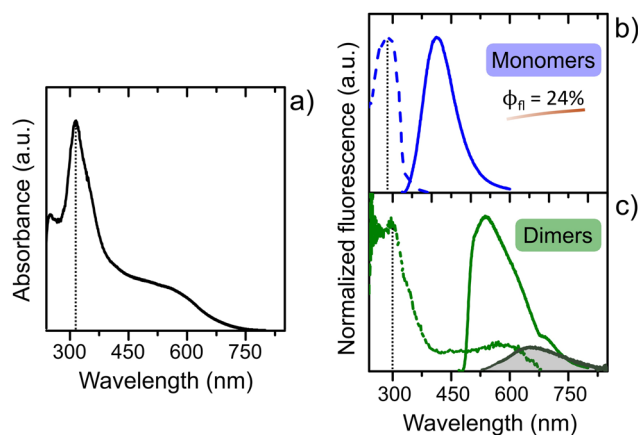 a)
Absorbance (a.u.)
300 450 600 750
Wavelength (nm)
b)
Monomers
ϕfl = 24%
Normalized fluorescence (a.u.)
c)
Dimers
300 450 600 750
Wavelength (nm)